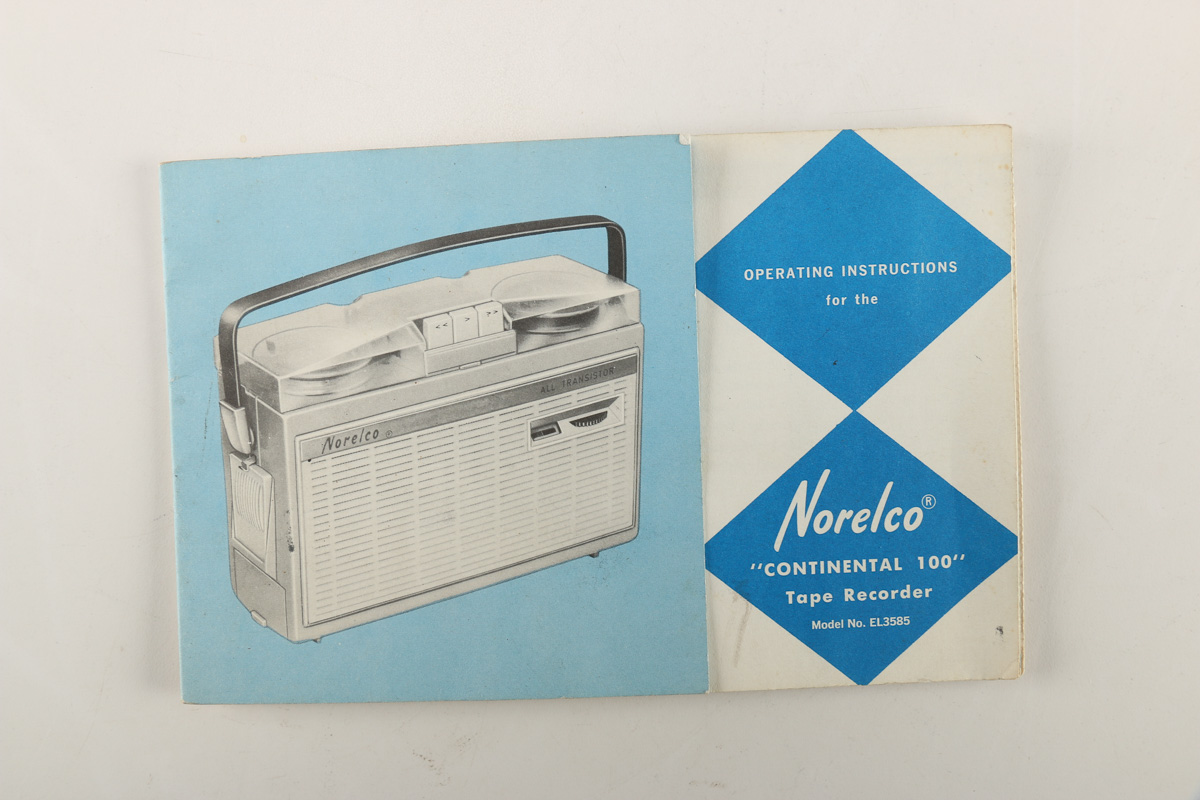 << > >>
ALL TRANSISTOR
Norelco ®
OPERATING INSTRUCTIONS
for the
Norelco®
"CONTINENTAL 100"
Tape Recorder
Model No. EL3585